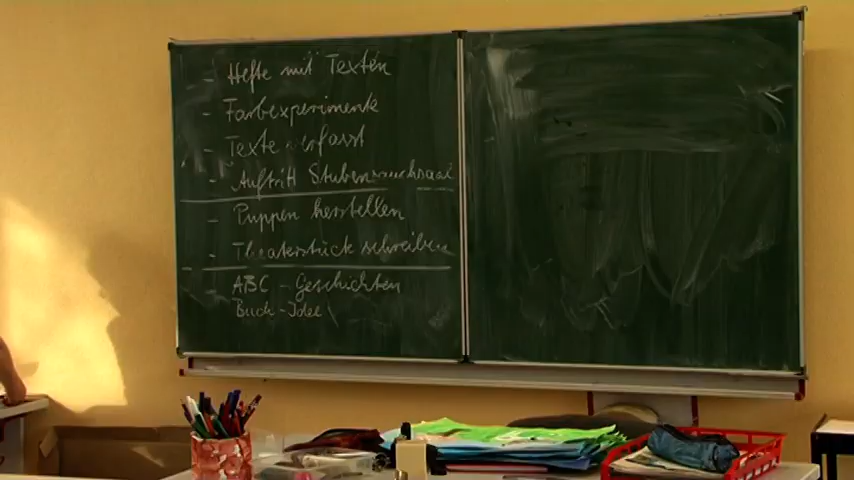 - Hefte mit Texten
- Farbexperimente
- Texte verfasst
- Auftritt Stubenrauchsaal
- Puppen herstellen
- Theaterstück schreiben
- ABC - Geschichten
Buch - Idee